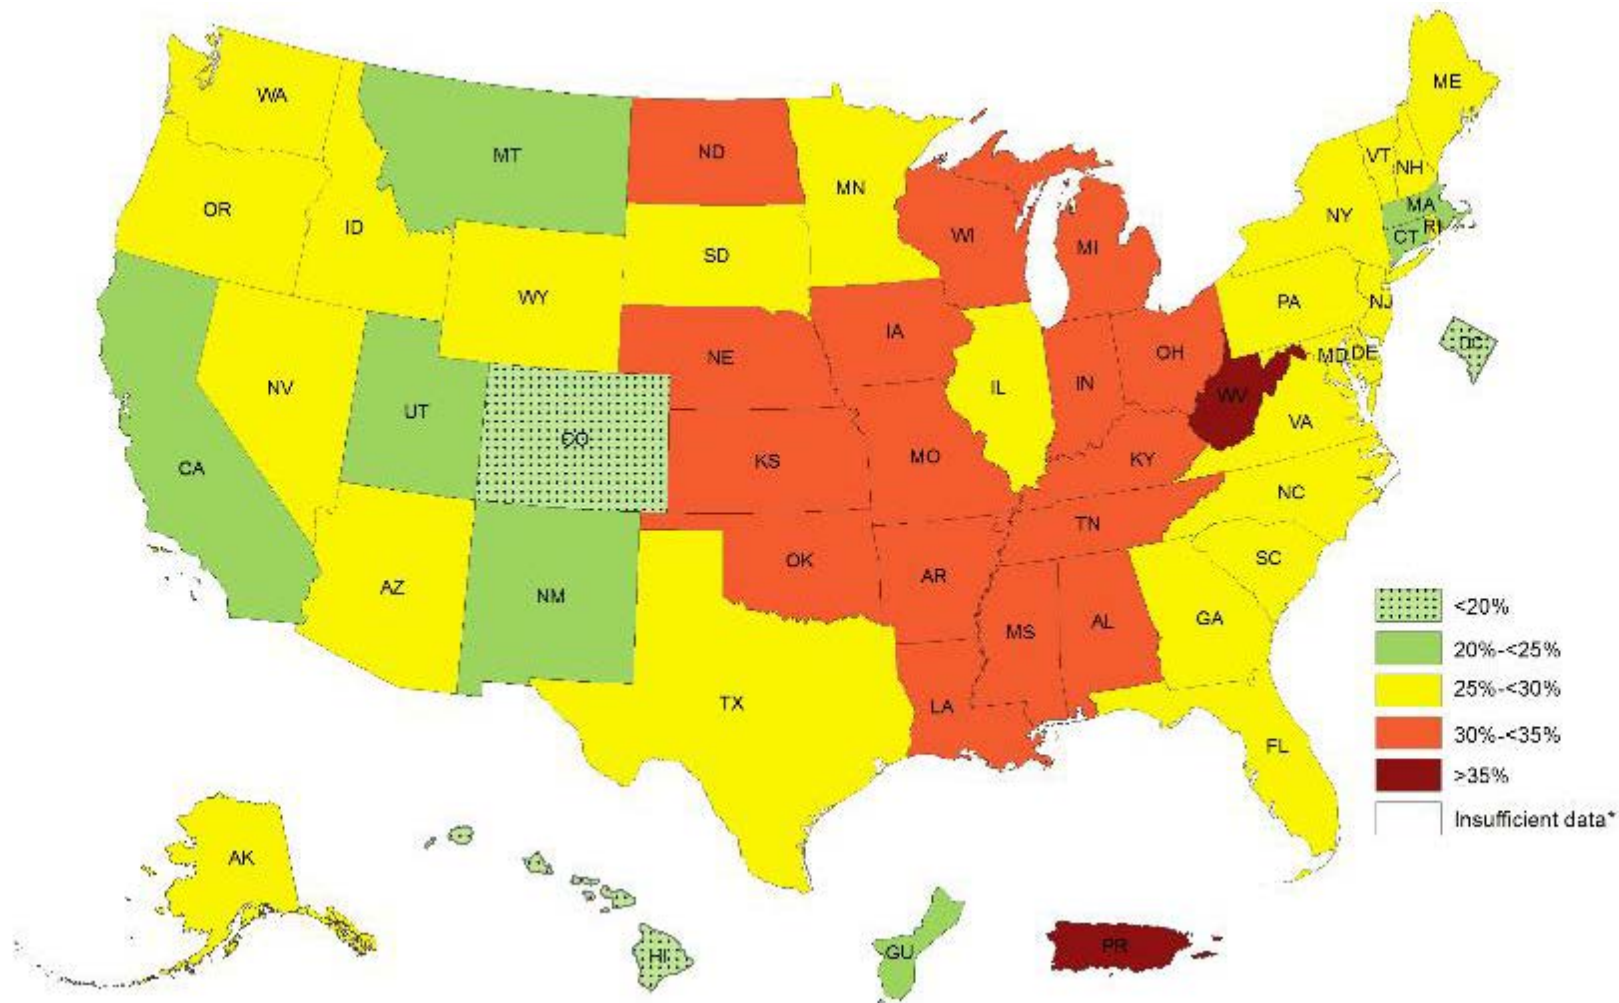 WA
MT
ND
MN
ME
VT
NH
OR
ID
SD
WI
MI
NY
MA
RI
CT
WY
NE
IA
PA
NJ
DC
NV
UT
CO
IL
IN
OH
MD
DE
WV
VA
CA
KS
MO
KY
NC
AZ
NM
OK
AR
TN
SC
MS
AL
GA
TX
LA
FL
<20%
20%-<25%
25%-<30%
30%-<35%
>35%
Insufficient data*
AK
HI
GU
PR